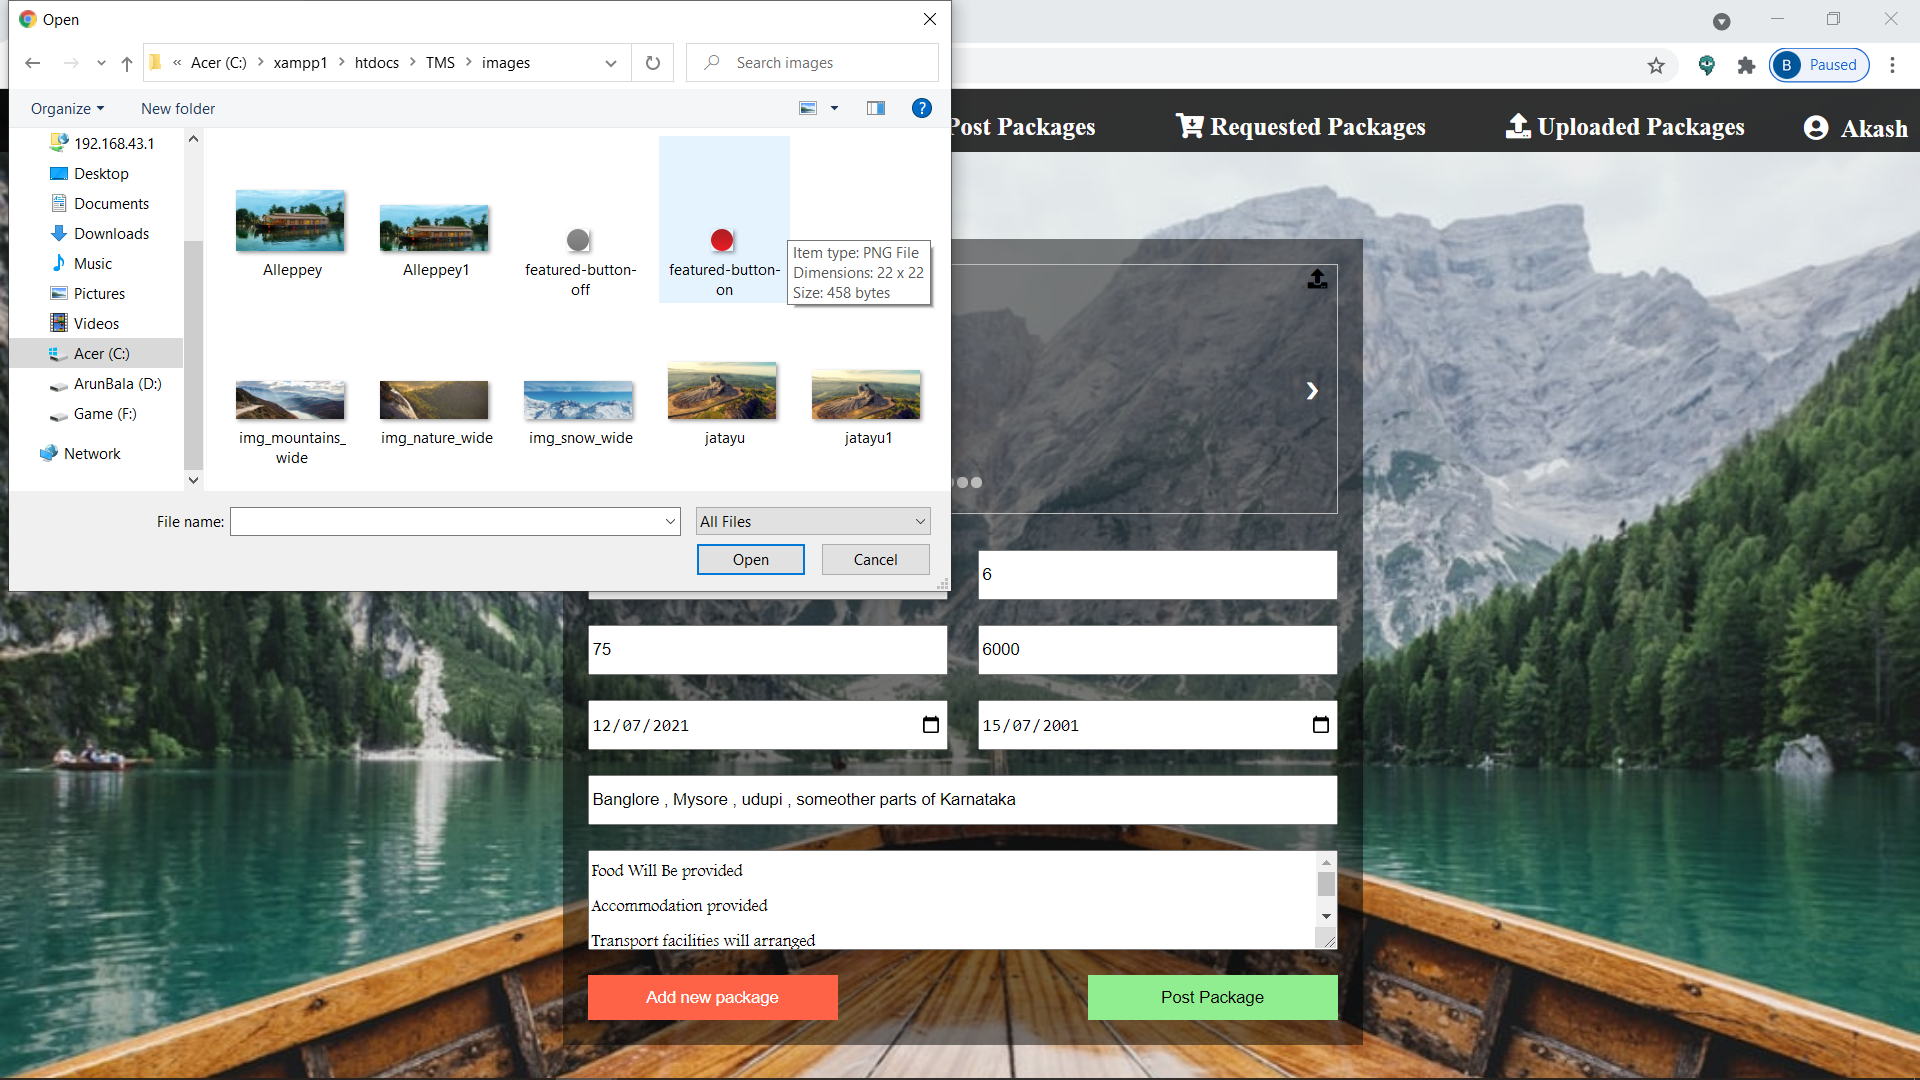 Open
Acer (C:)
xampp1
htdocs
TMS
images
Search images
B
Paused
Organize
New folder
Post Packages
Requested Packages
Uploaded Packages
Akash
192.168.43.1
Desktop
Documents
Downloads
Music
Pictures
Videos
Acer (C:)
ArunBala (D:)
Game (F:)
Network
Alleppey
Alleppey1
featured-button-
off
featured-button-
on
Item type: PNG File
Dimensions: 22 x 22
Size: 458 bytes
img_mountains_
wide
img_nature_wide
img_snow_wide
jatayu
jatayu1
File name:
All Files
Open
Cancel
6
75
6000
12/07/2021
15/07/2001
Banglore , Mysore , udupi , someother parts of Karnataka
Food Will Be provided
Accommodation provided
Transport facilities will arranged
Add new package
Post Package